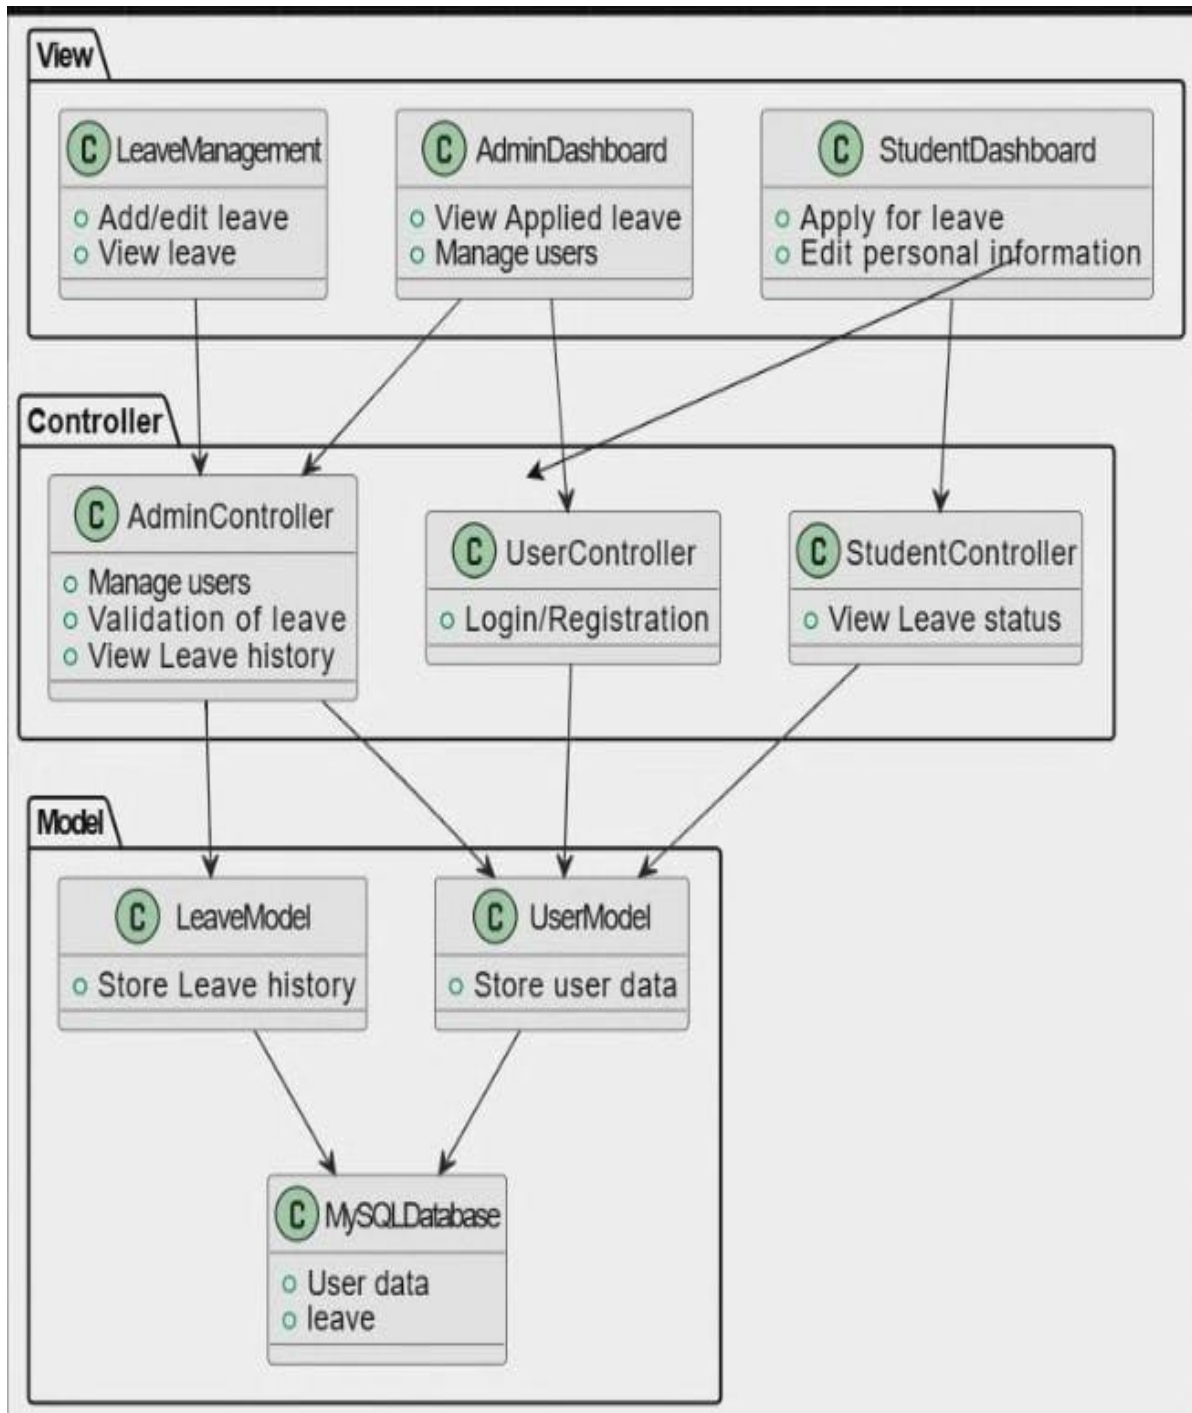 View
C LeaveManagement
Add/edit leave
View leave
C AdminDashboard
View Applied leave
Manage users
C StudentDashboard
Apply for leave
Edit personal information
Controller
C AdminController
Manage users
Validation of leave
View Leave history
C UserController
Login/Registration
C StudentController
View Leave status
Model
C LeaveModel
Store Leave history
C UserModel
Store user data
C MySQLDatabase
User data
leave